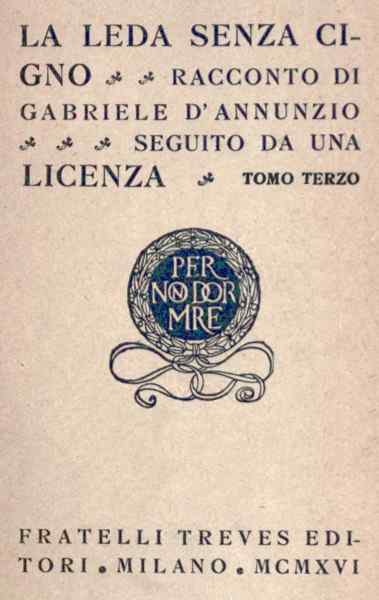 LA LEDA SENZA CI-
GNO RACCONTO DI
GABRIELE D'ANNUNZIO
SEGUITO DA UNA
LICENZA TOMO TERZO
PER
NON DOR
MIRE
FRATELLI TREVES EDI-
TORI . MILANO . MCMXVI